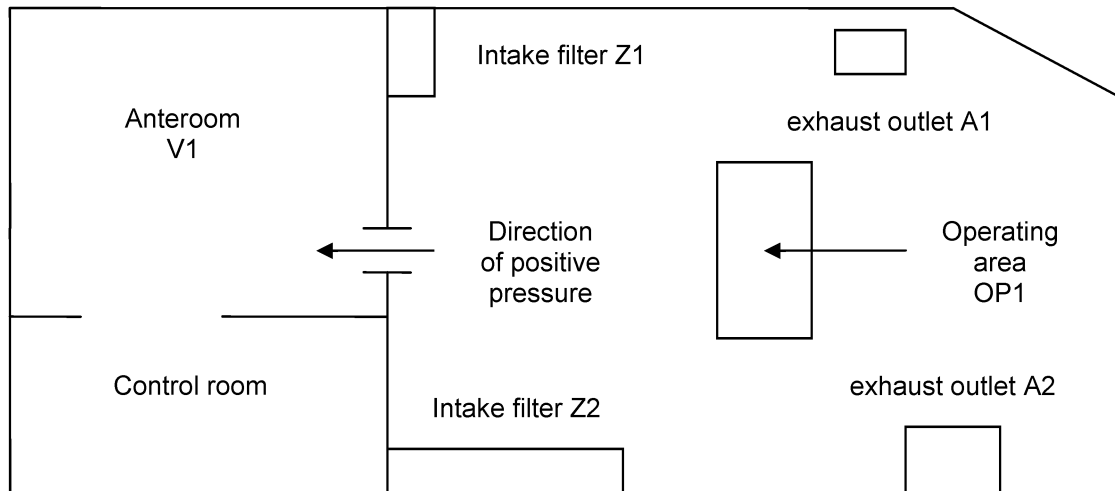 Intake filter Z1
Anteroom
V1
exhaust outlet A1
Direction
of positive
pressure
Operating
area
OP1
Control room
Intake filter Z2
exhaust outlet A2